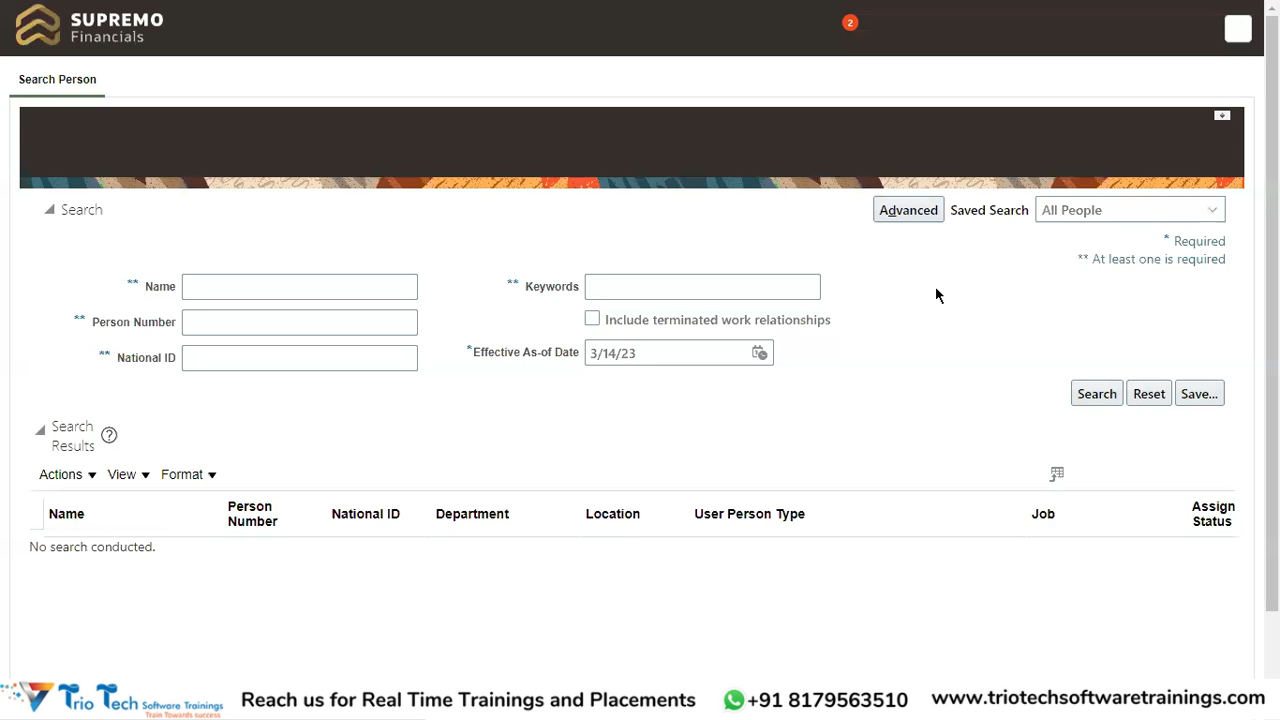 SUPREMO
Financials
2
Search Person
Search
Advanced Saved Search All People
* Required
** At least one is required
** Name
** Keywords
** Person Number
Include terminated work relationships
** National ID
*Effective As-of Date 3/14/23
Search Reset Save...
Search
Results
Actions View Format
Name Person Number National ID Department Location User Person Type Job Assign Status
No search conducted.
Trio Tech Software Trainings
Train Towards success
Reach us for Real Time Trainings and Placements +91 8179563510 www.triotechsoftwaretrainings.com